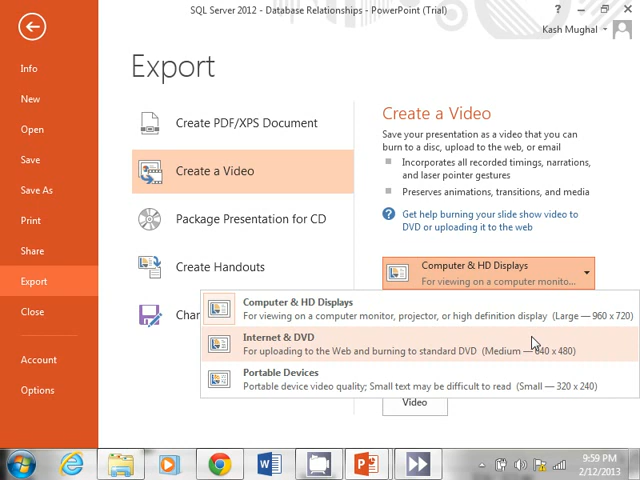 SQL Server 2012 - Database Relationships - PowerPoint (Trial)
?
Kash Mughal
Info
New
Open
Save
Save As
Print
Share
Export
Close
Account
Options
Export
Create PDF/XPS Document
Create a Video
Package Presentation for CD
Create Handouts
Create a Video
Save your presentation as a video that you can
burn to a disc, upload to the web, or email
Incorporates all recorded timings, narrations,
and laser pointer gestures
Preserves animations, transitions, and media
Get help burning your slide show video to
DVD or uploading it to the web
Computer & HD Displays
For viewing on a computer monito...
Computer & HD Displays
For viewing on a computer monitor, projector, or high definition display (Large — 960 x 720)
Internet & DVD
For uploading to the Web and burning to standard DVD (Medium — 640 x 480)
Portable Devices
Portable device video quality; Small text may be difficult to read (Small — 320 x 240)
Video
9:59 PM
2/12/2013